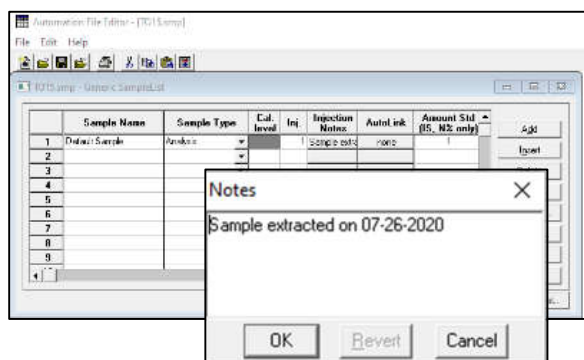 Automation File Editor - [TO15.smp]
File Edit Help
TO15.smp - Generic SampleList
Sample Name Sample Type Cal. level Inj. Injection Notes AutoLink Amount Std (IS, N% only)
1 Default Sample Analysis 1 Sample extra none 1 Add
2 Insert
3
4
5
6
7
8
9
Notes
Sample extracted on 07-26-2020
OK Revert Cancel